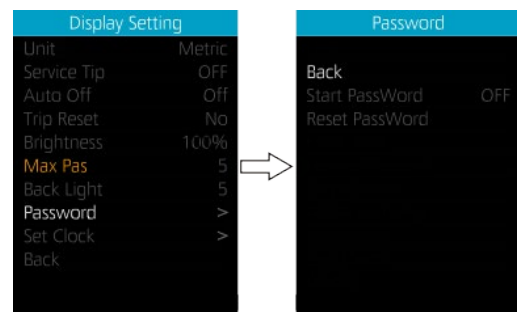 Display Setting
Unit Metric
Service Tip OFF
Auto Off Off
Trip Reset No
Brightness 100%
Max Pas 5
Back Light 5
Password >
Set Clock >
Back
Password
Back
Start PassWord OFF
Reset PassWord